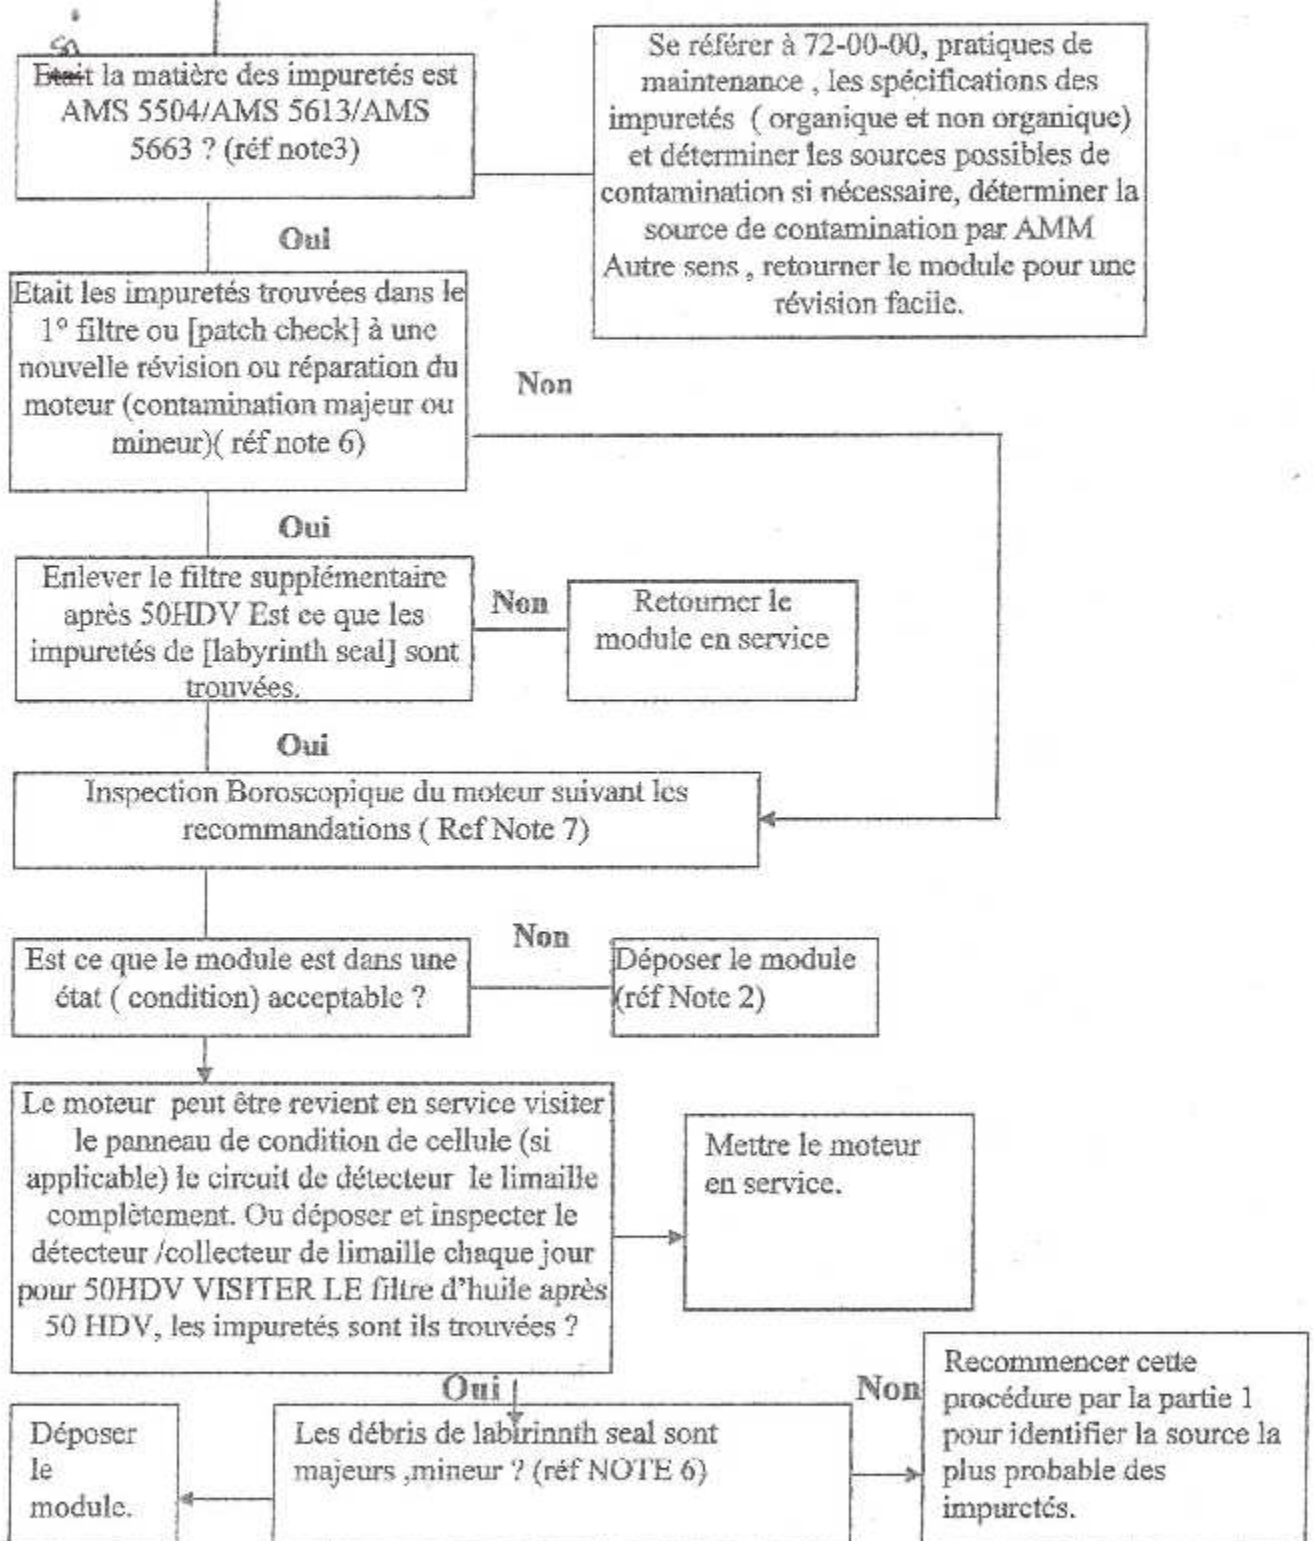 Si
Etait la matière des impuretés est
AMS 5504/AMS 5613/AMS
5663 ? (réf note3)
Se référer à 72-00-00, pratiques de
maintenance , les spécifications des
impuretés ( organique et non organique)
et déterminer les sources possibles de
contamination si nécessaire, déterminer la
source de contamination par AMM
Autre sens , retourner le module pour une
révision facile.
Oui
Etait les impuretés trouvées dans le
1° filtre ou [patch check] à une
nouvelle révision ou réparation du
moteur (contamination majeur ou
mineur)( réf note 6)
Non
Oui
Enlever le filtre supplémentaire
après 50HDV Est ce que les
impuretés de [labyrinth seal] sont
trouvées.
Non
Retourner le
module en service
Oui
Inspection Boroscopique du moteur suivant les
recommandations ( Ref Note 7)
Est ce que le module est dans une
état ( condition) acceptable ?
Non
Déposer le module
(réf Note 2)
Le moteur peut être revient en service visiter
le panneau de condition de cellule (si
applicable) le circuit de détecteur le limaille
complètement. Ou déposer et inspecter le
détecteur /collecteur de limaille chaque jour
pour 50HDV VISITER LE filtre d'huile après
50 HDV, les impuretés sont ils trouvées ?
Mettre le moteur
en service.
Oui
Non
Déposer
le
module.
Les débris de labirinnth seal sont
majeurs ,mineur ? (réf NOTE 6)
Recommencer cette
procédure par la partie 1
pour identifier la source la
plus probable des
impuretés.